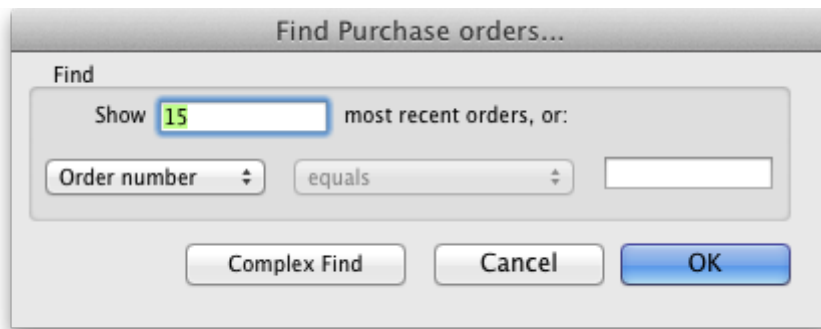 Find Purchase orders...
Find
Show 15 most recent orders, or:
Order number equals
Complex Find Cancel OK